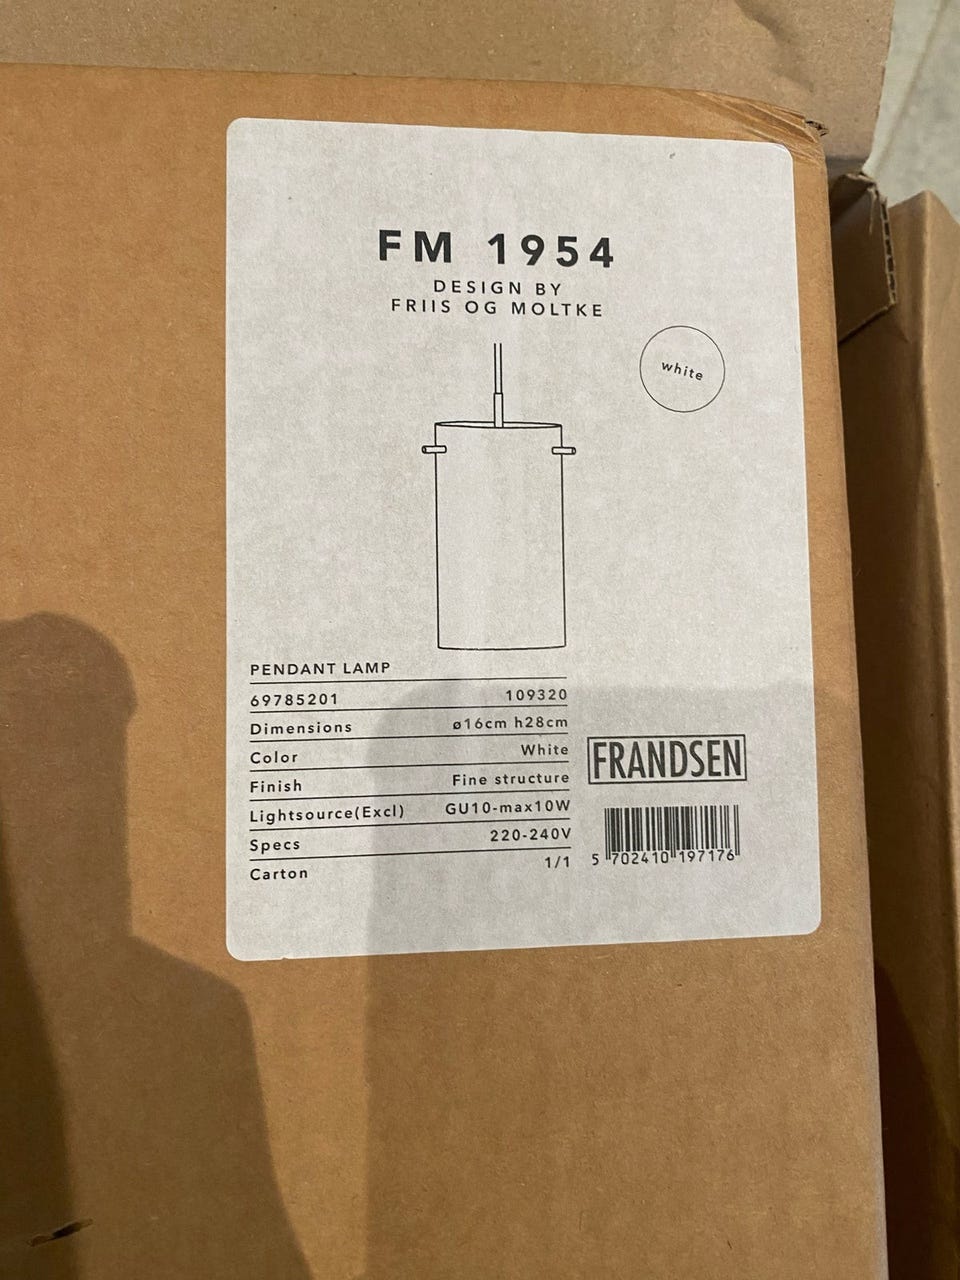 FM 1954
DESIGN BY
FRIIS OG MOLTKE
white
PENDANT LAMP
69785201 109320
Dimensions ø16cm h28cm
Color White
Finish Fine structure
Lightsource(Excl) GU10-max10W
Specs 220-240V
Carton 1/1
FRANDSEN
5 702410 197176